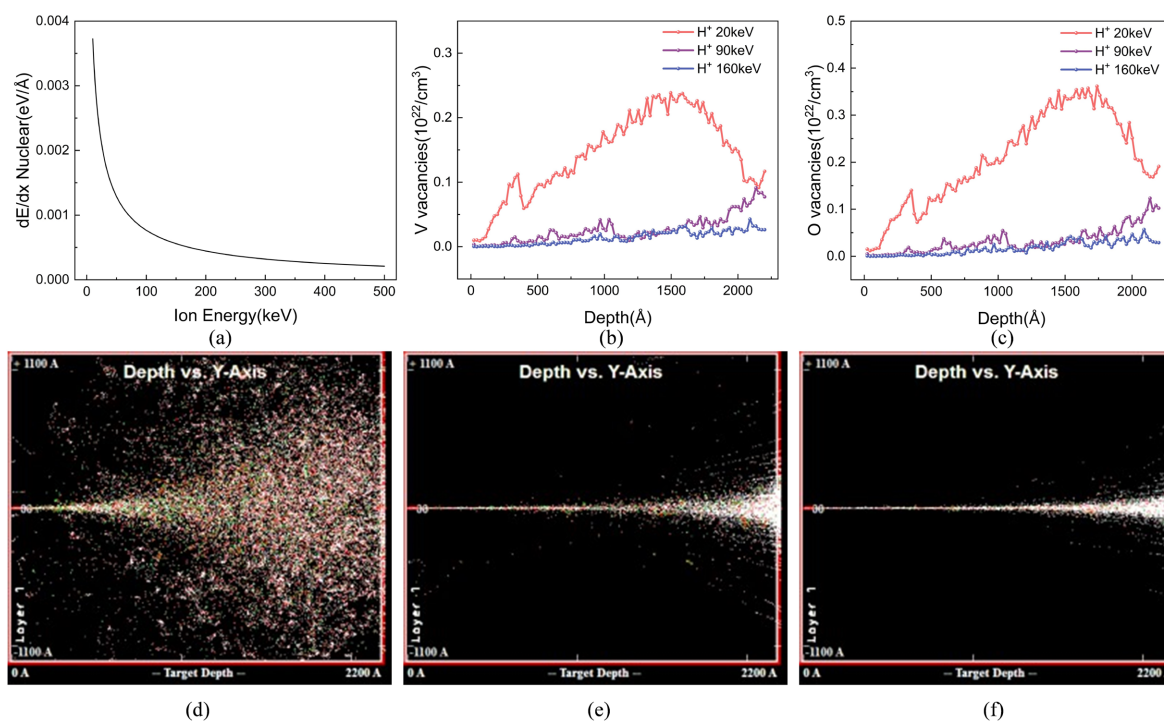 dE/dx Nuclear(eV/Å)
0.004
0.003
0.002
0.001
0.000
0 100 200 300 400 500
Ion Energy(keV)
(a)
V vacancies(10²²/cm³)
0.3
0.2
0.1
0.0
H⁺ 20keV
H⁺ 90keV
H⁺ 160keV
0 500 1000 1500 2000
Depth(Å)
(b)
O vacancies(10²²/cm³)
0.5
0.4
0.3
0.2
0.1
0.0
H⁺ 20keV
H⁺ 90keV
H⁺ 160keV
0 500 1000 1500 2000
Depth(Å)
(c)
+ 1100 A
Depth vs. Y-Axis
Layer 1
-1100 A
0 A -- Target Depth -- 2200 A
(d)
+ 1100 A
Depth vs. Y-Axis
Layer 1
-1100 A
0 A -- Target Depth -- 2200 A
(e)
+ 1100 A
Depth vs. Y-Axis
Layer 1
-1100 A
0 A -- Target Depth -- 2200 A
(f)